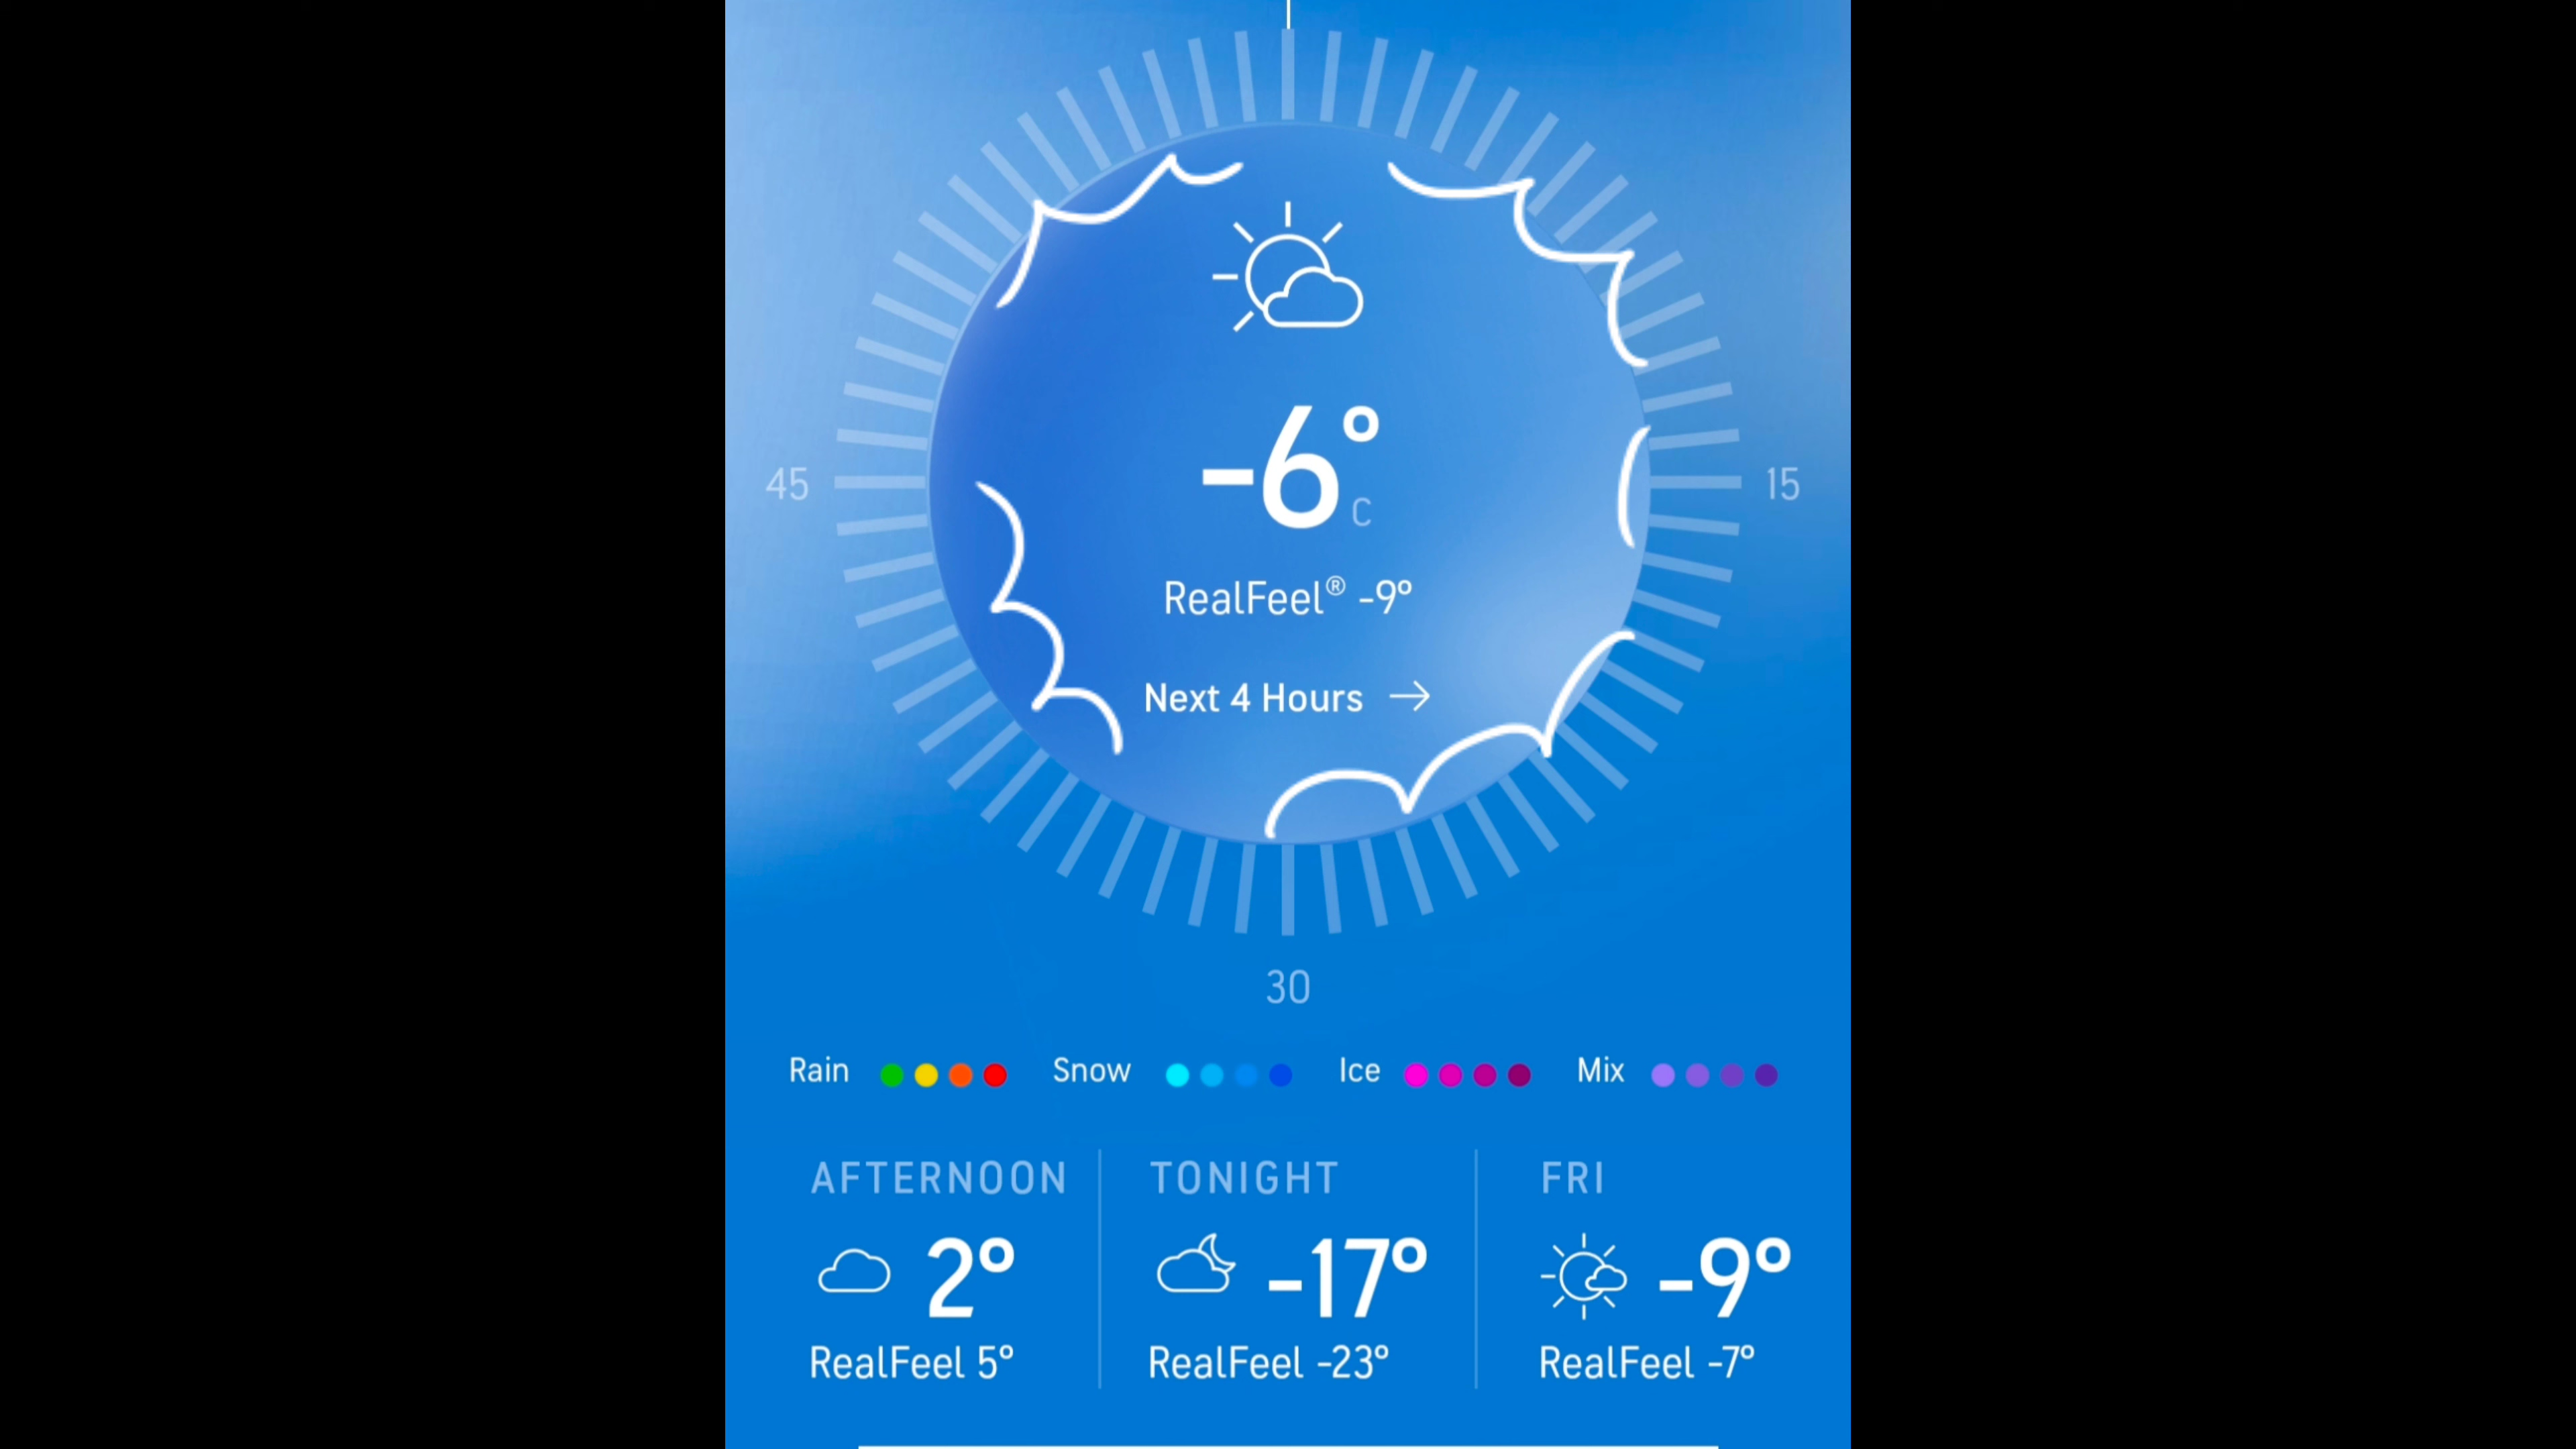 -6°
C
45
15
RealFeel® -9°
Next 4 Hours →
30
Rain Snow Ice Mix
AFTERNOON TONIGHT FRI
2° -17° -9°
RealFeel 5° RealFeel -23° RealFeel -7°